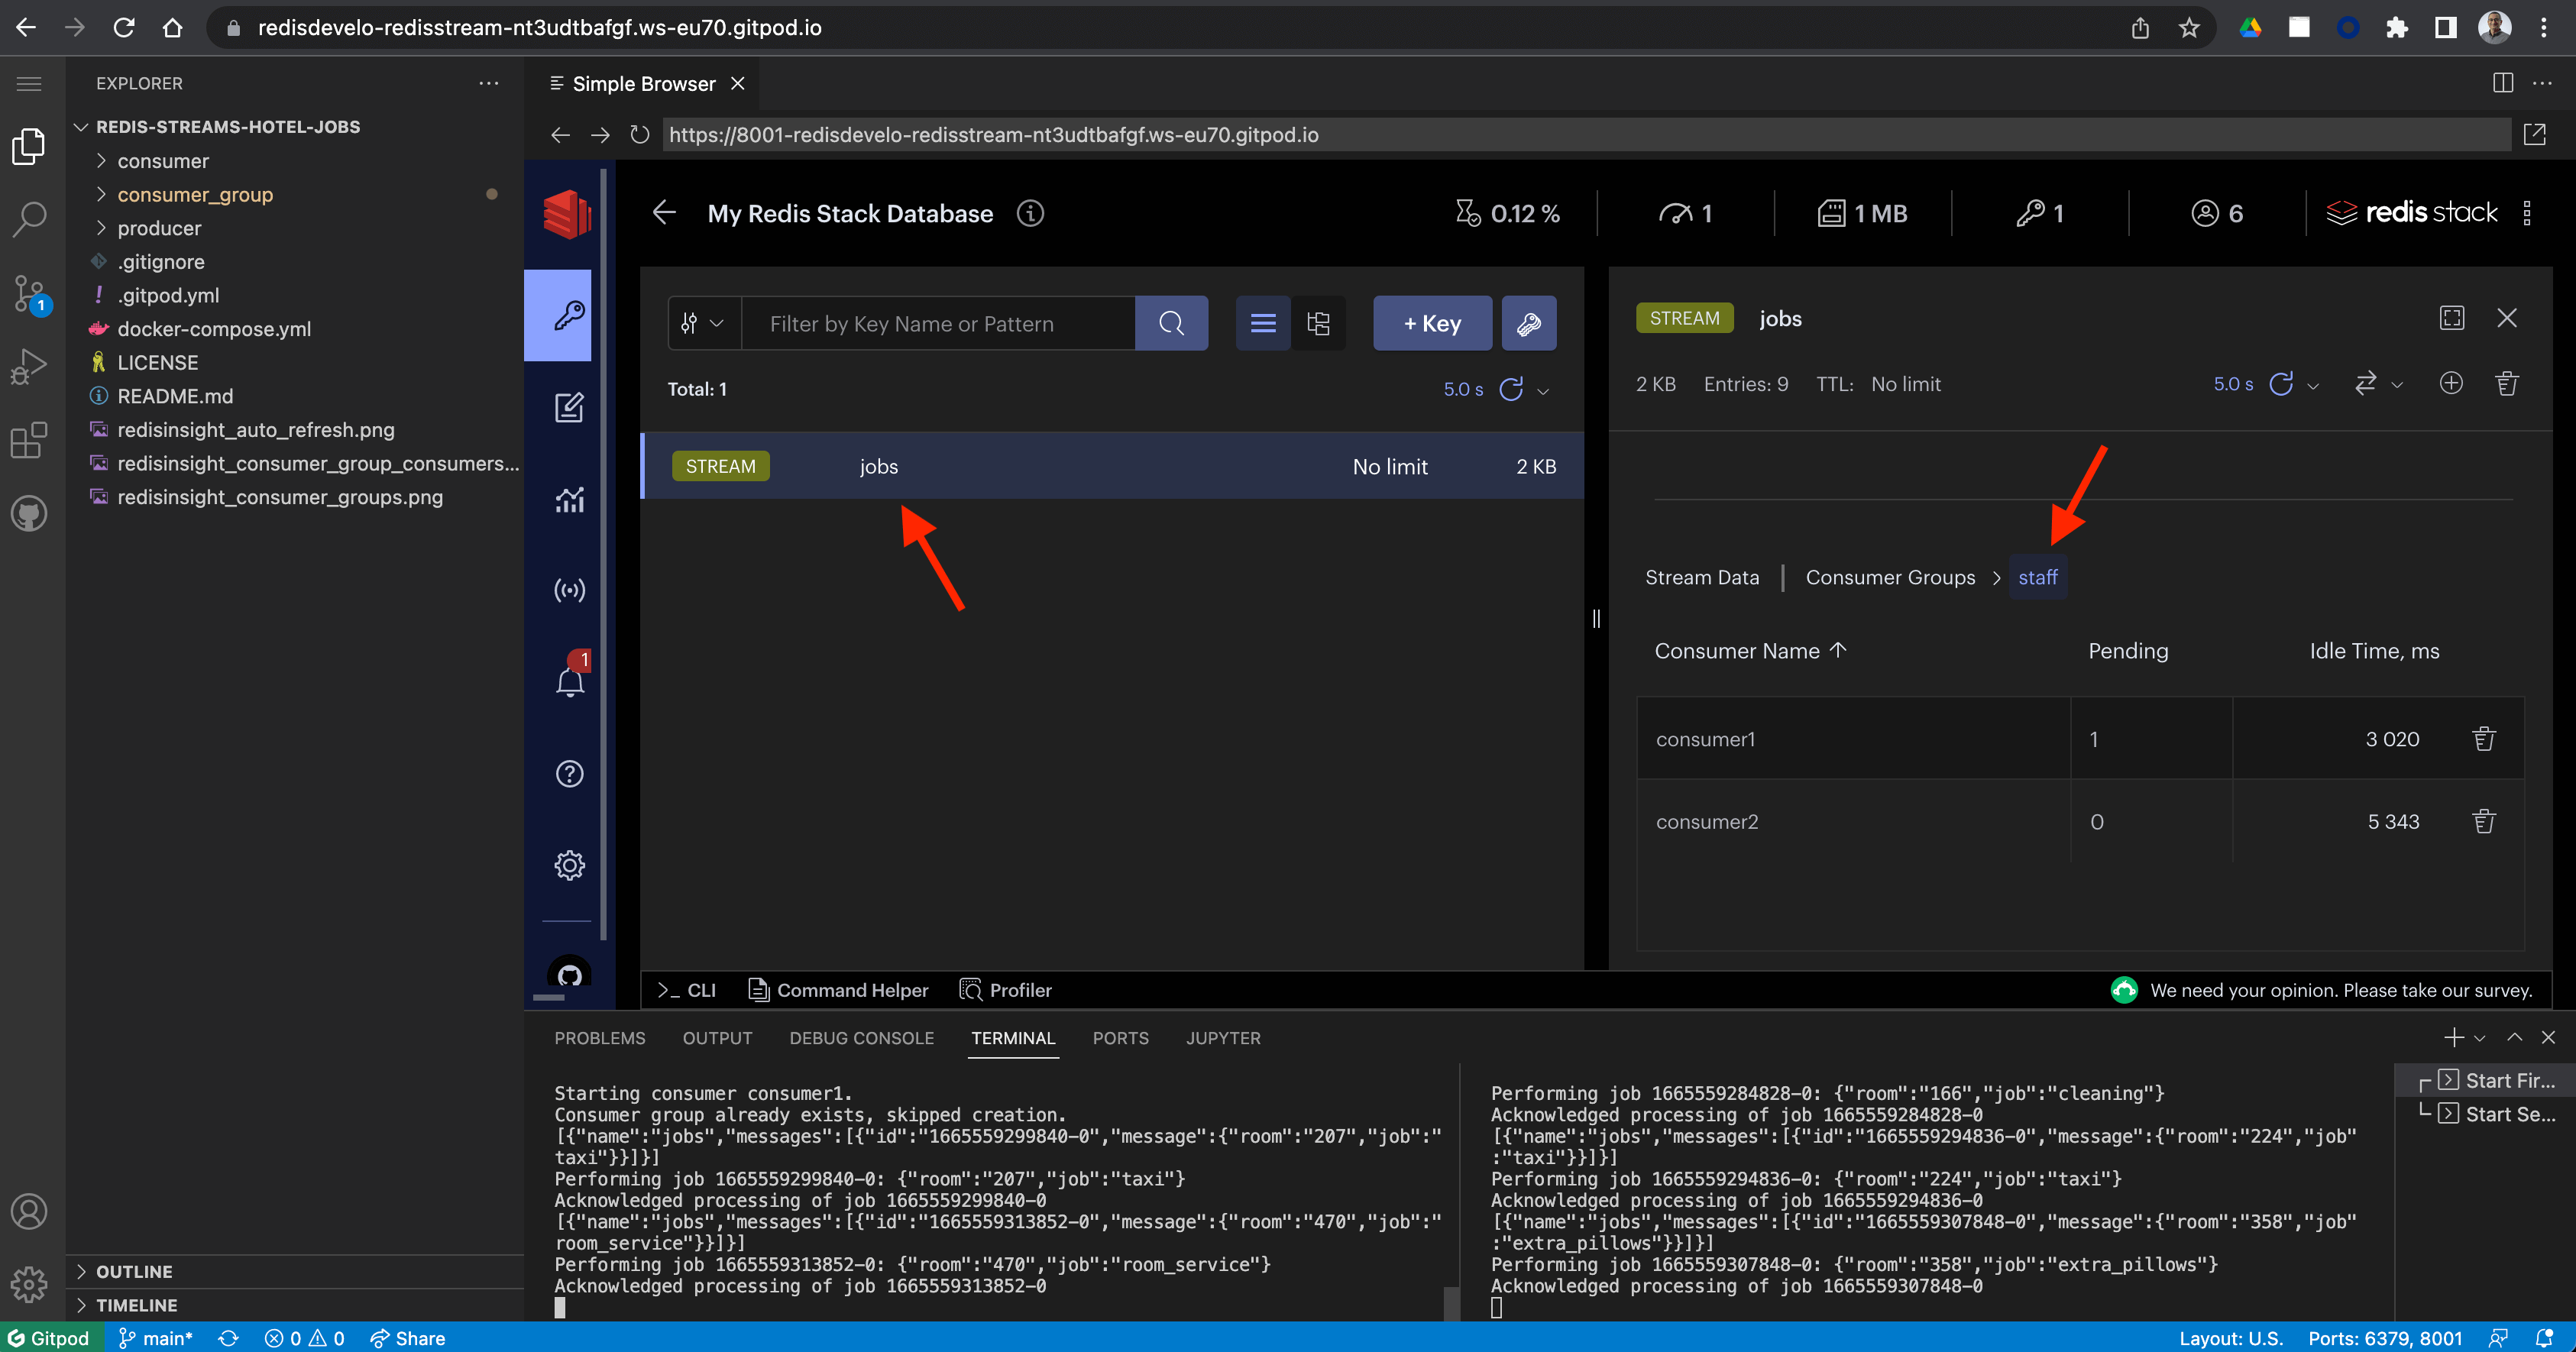 redisdevelo-redisstream-nt3udtbafgf.ws-eu70.gitpod.io
EXPLORER
REDIS-STREAMS-HOTEL-JOBS
consumer
consumer_group
producer
.gitignore
.gitpod.yml
docker-compose.yml
LICENSE
README.md
redisinsight_auto_refresh.png
redisinsight_consumer_group_consumers...
redisinsight_consumer_groups.png
OUTLINE
TIMELINE
1
Simple Browser
https://8001-redisdevelo-redisstream-nt3udtbafgf.ws-eu70.gitpod.io
My Redis Stack Database
0.12 %
1
1 MB
1
6
redis stack
1
Filter by Key Name or Pattern
+ Key
Total: 1
5.0 s
STREAM jobs No limit 2 KB
STREAM jobs
2 KB Entries: 9 TTL: No limit 5.0 s
Stream Data | Consumer Groups > staff
Consumer Name Pending Idle Time, ms
consumer1 1 3 020
consumer2 0 5 343
>_ CLI Command Helper Profiler
We need your opinion. Please take our survey.
PROBLEMS OUTPUT DEBUG CONSOLE TERMINAL PORTS JUPYTER
Starting consumer consumer1.
Consumer group already exists, skipped creation.
[{"name":"jobs","messages":[{"id":"1665559299840-0","message":{"room":"207","job":"
taxi"}}]}]
Performing job 1665559299840-0: {"room":"207","job":"taxi"}
Acknowledged processing of job 1665559299840-0
[{"name":"jobs","messages":[{"id":"1665559313852-0","message":{"room":"470","job":"
room_service"}}]}]
Performing job 1665559313852-0: {"room":"470","job":"room_service"}
Acknowledged processing of job 1665559313852-0
Performing job 1665559284828-0: {"room":"166","job":"cleaning"}
Acknowledged processing of job 1665559284828-0
[{"name":"jobs","messages":[{"id":"1665559294836-0","message":{"room":"224","job"
:"taxi"}}]}]
Performing job 1665559294836-0: {"room":"224","job":"taxi"}
Acknowledged processing of job 1665559294836-0
[{"name":"jobs","messages":[{"id":"1665559307848-0","message":{"room":"358","job"
:"extra_pillows"}}]}]
Performing job 1665559307848-0: {"room":"358","job":"extra_pillows"}
Acknowledged processing of job 1665559307848-0
Start Fir...
Start Se...
Gitpod main* 0 0 Share
Layout: U.S. Ports: 6379, 8001